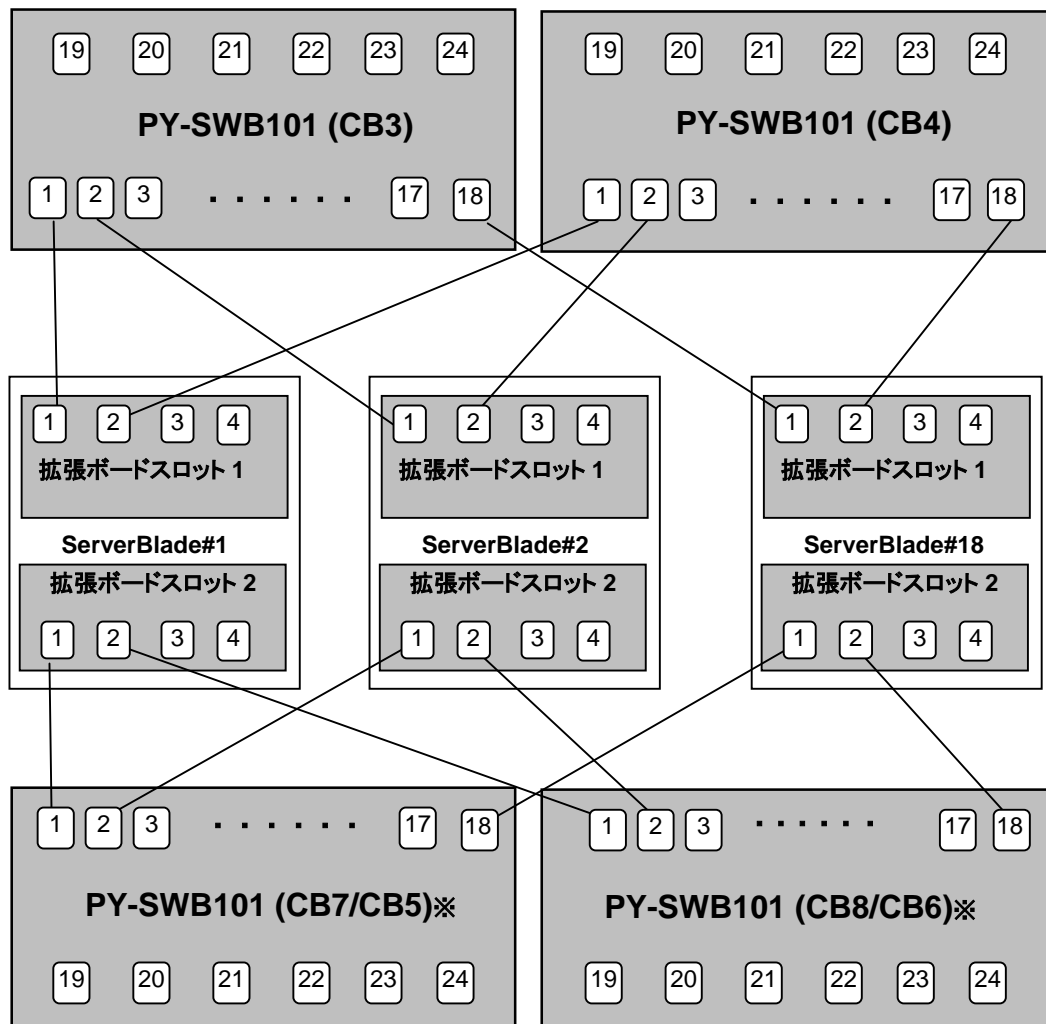 19 20 21 22 23 24
PY-SWB101 (CB3)
1 2 3 ・・・・・・ 17 18
19 20 21 22 23 24
PY-SWB101 (CB4)
1 2 3 ・・・・・・ 17 18
1 2 3 4
拡張ボードスロット 1
ServerBlade#1
拡張ボードスロット 2
1 2 3 4
1 2 3 4
拡張ボードスロット 1
ServerBlade#2
拡張ボードスロット 2
1 2 3 4
1 2 3 4
拡張ボードスロット 1
ServerBlade#18
拡張ボードスロット 2
1 2 3 4
1 2 3 ・・・・・・ 17 18
PY-SWB101 (CB7/CB5)※
19 20 21 22 23 24
1 2 3 ・・・・・・ 17 18
PY-SWB101 (CB8/CB6)※
19 20 21 22 23 24